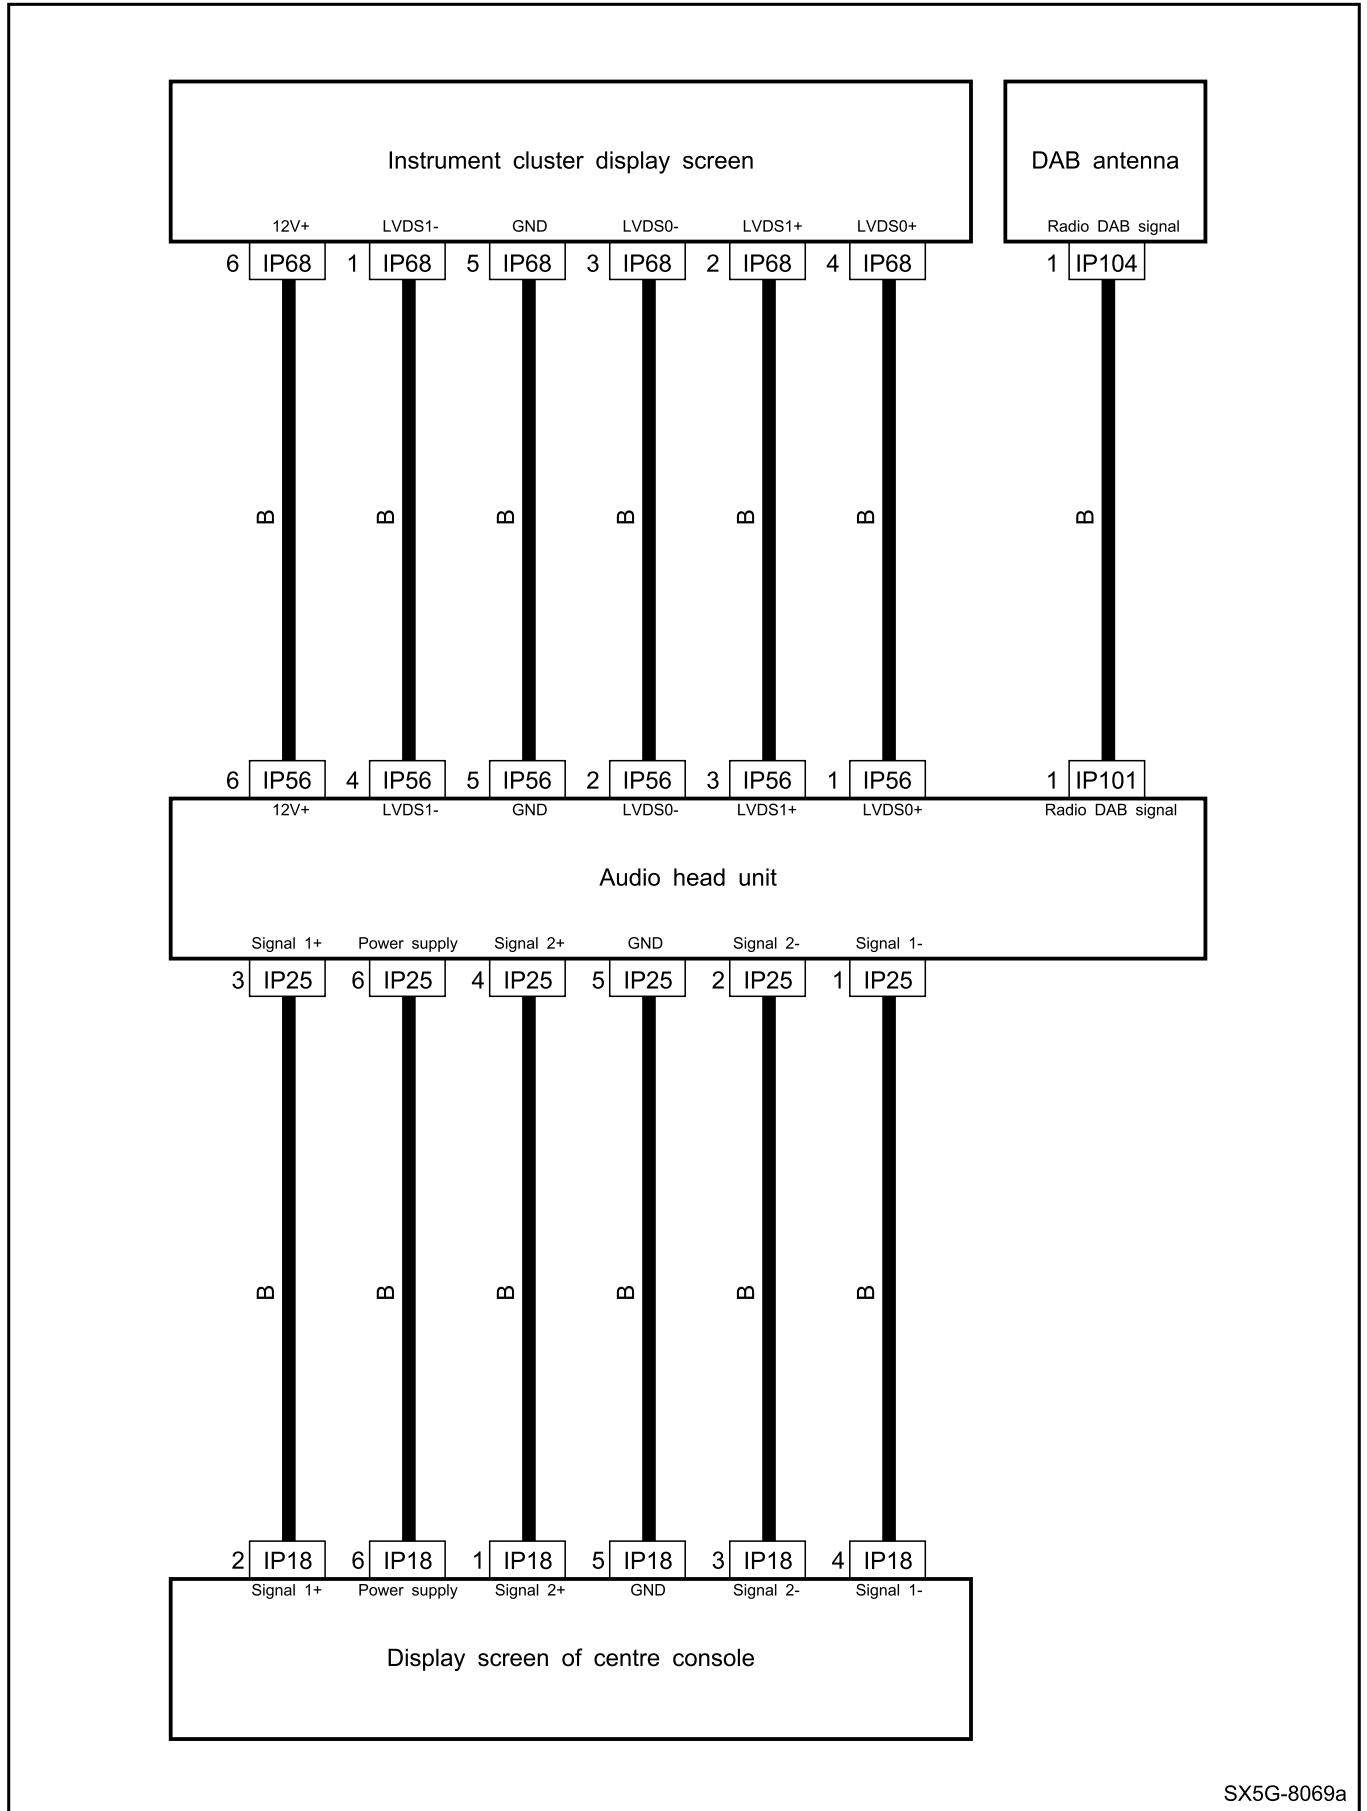 Instrument cluster display screen DAB antenna
12V+ LVDS1- GND LVDS0- LVDS1+ LVDS0+ Radio DAB signal
6 IP68 1 IP68 5 IP68 3 IP68 2 IP68 4 IP68 1 IP104
B B B B B B B
6 IP56 4 IP56 5 IP56 2 IP56 3 IP56 1 IP56 1 IP101
12V+ LVDS1- GND LVDS0- LVDS1+ LVDS0+ Radio DAB signal
Audio head unit
Signal 1+ Power supply Signal 2+ GND Signal 2- Signal 1-
3 IP25 6 IP25 4 IP25 5 IP25 2 IP25 1 IP25
B B B B B B
2 IP18 6 IP18 1 IP18 5 IP18 3 IP18 4 IP18
Signal 1+ Power supply Signal 2+ GND Signal 2- Signal 1-
Display screen of centre console
SX5G-8069a